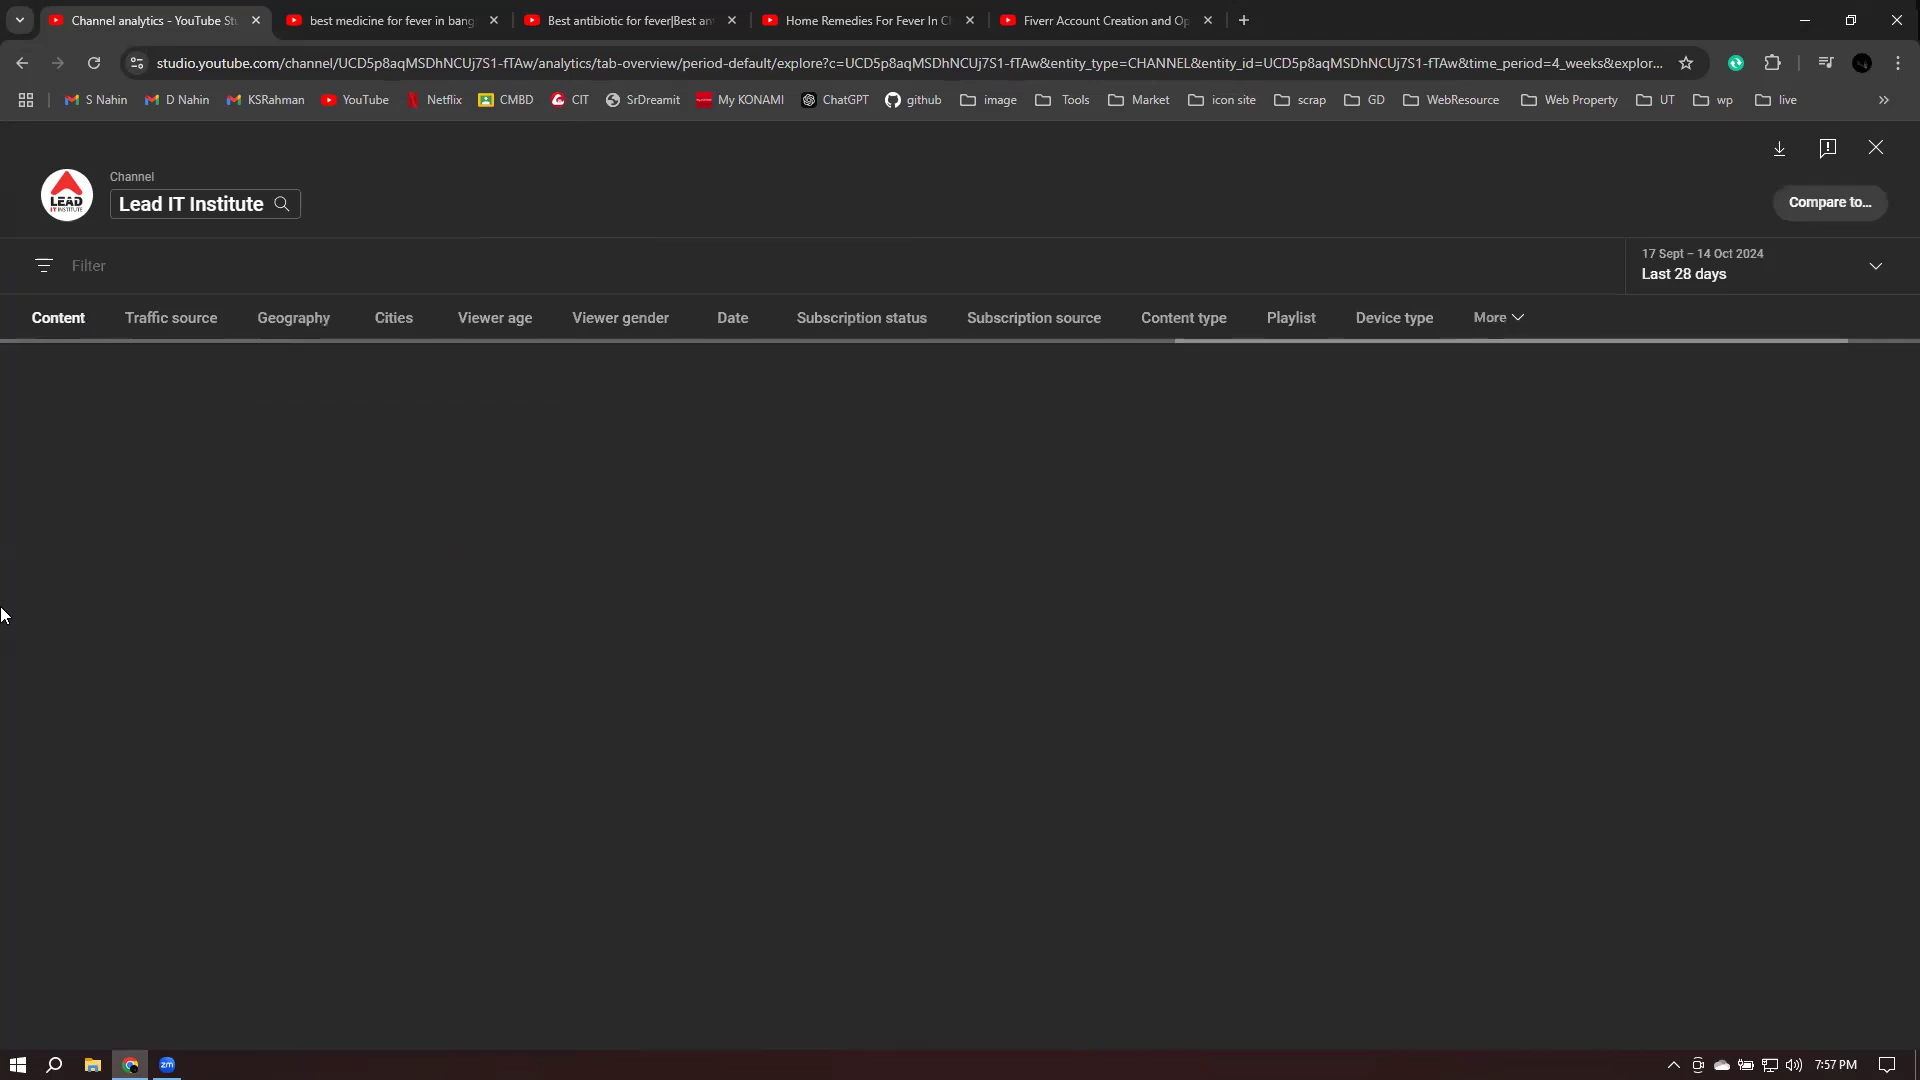 Channel analytics - YouTube St
best medicine for fever in bang
Best antibiotic for fever|Best an
Home Remedies For Fever In C
Fiverr Account Creation and Op
studio.youtube.com/channel/UCD5p8aqMSDhNCUj7S1-fTAw/analytics/tab-overview/period-default/explore?c=UCD5p8aqMSDhNCUj7S1-fTAw&entity_type=CHANNEL&entity_id=UCD5p8aqMSDhNCUj7S1-fTAw&time_period=4_weeks&explor...
S Nahin D Nahin KSRahman YouTube Netflix CMBD CIT SrDreamit My KONAMI ChatGPT github image Tools Market icon site scrap GD WebResource Web Property UT wp live
Channel
LEAD
IT INSTITUTE
Lead IT Institute
Compare to...
Filter
17 Sept – 14 Oct 2024
Last 28 days
Content Traffic source Geography Cities Viewer age Viewer gender Date Subscription status Subscription source Content type Playlist Device type More
zm
7:57 PM